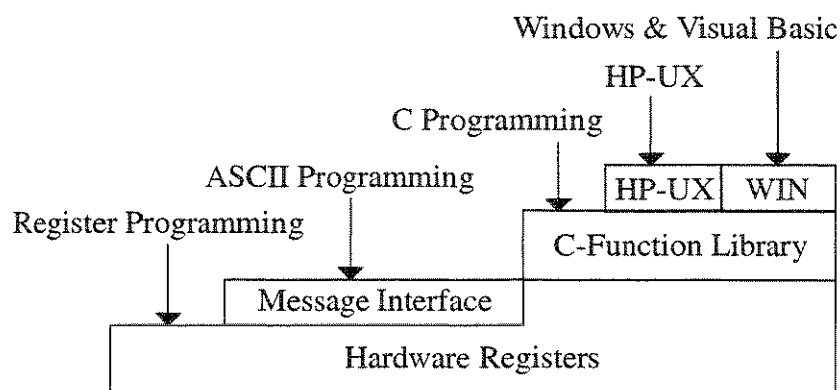 Windows & Visual Basic
HP-UX
C Programming
ASCII Programming
HP-UX
WIN
Register Programming
C-Function Library
Message Interface
Hardware Registers